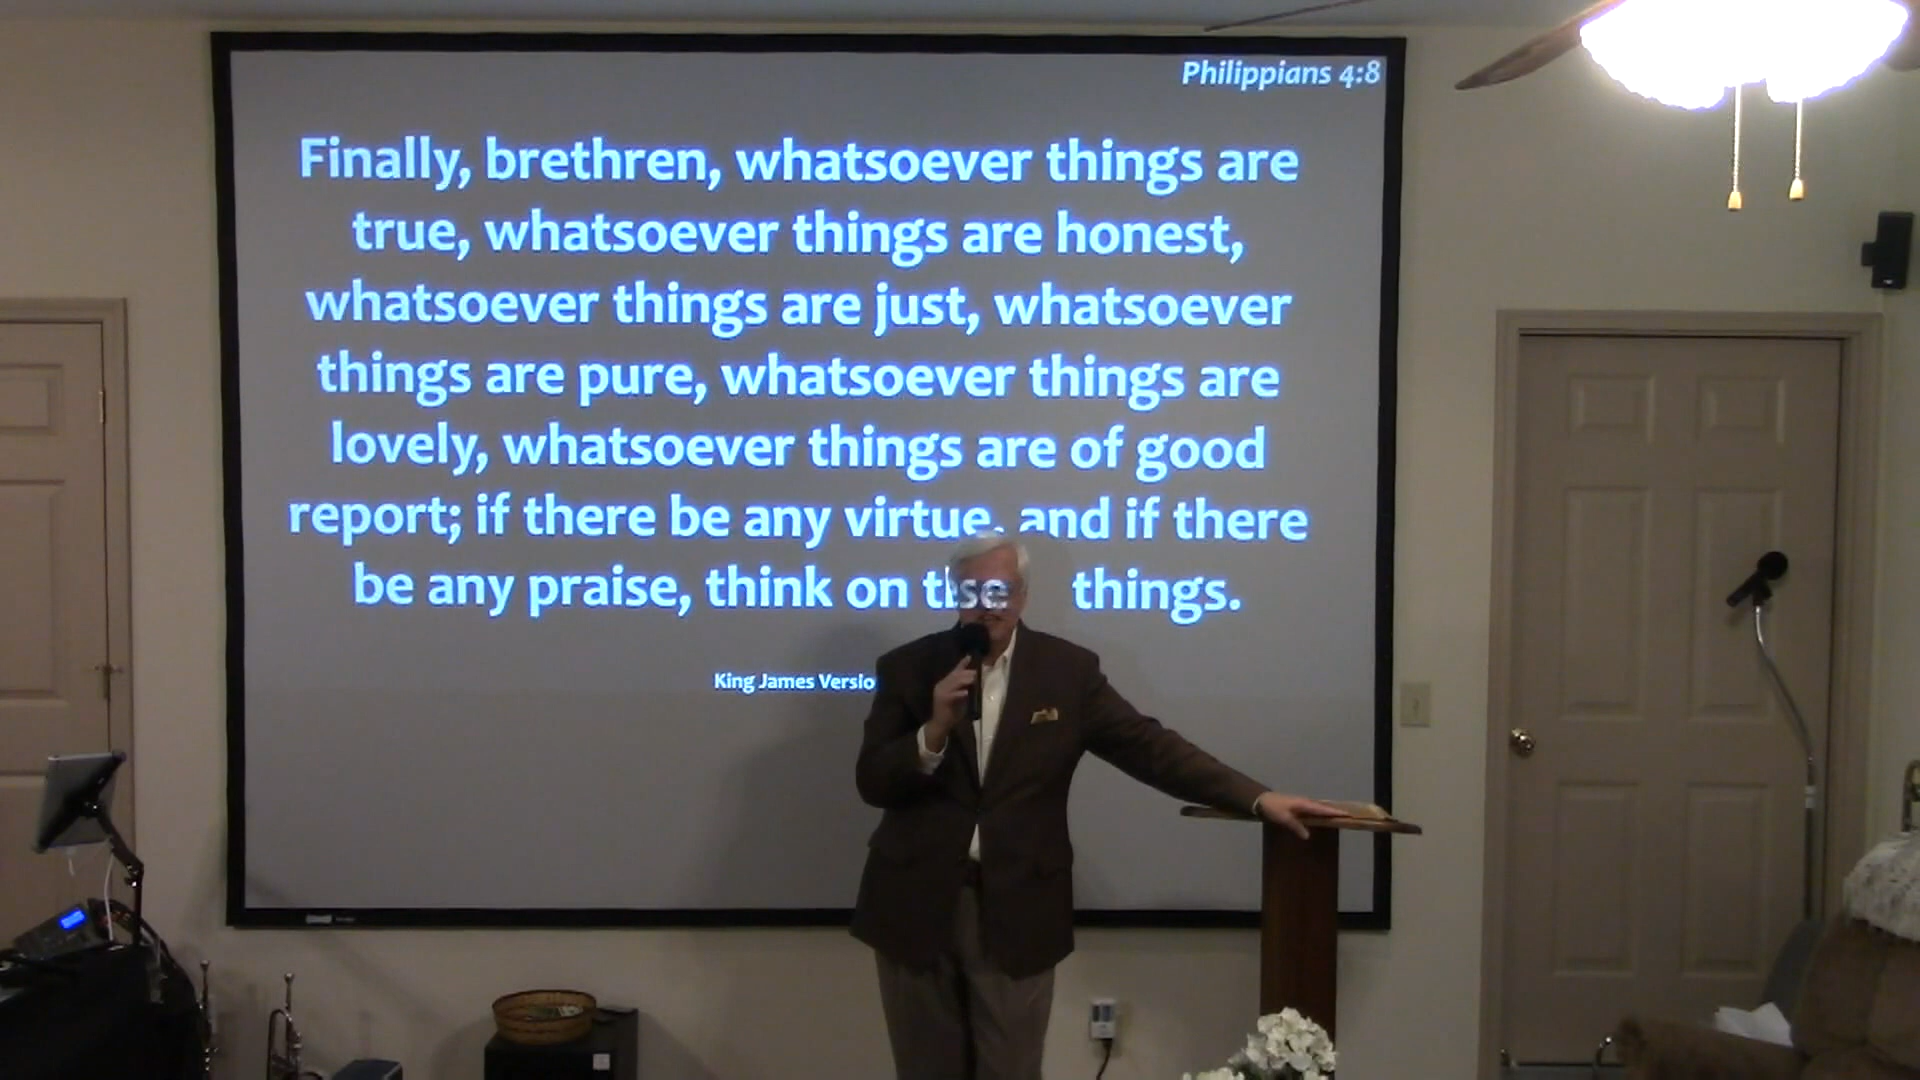 Philippians 4:8
Finally, brethren, whatsoever things are
true, whatsoever things are honest,
whatsoever things are just, whatsoever
things are pure, whatsoever things are
lovely, whatsoever things are of good
report; if there be any virtue, and if there
be any praise, think on things.
King James Versio